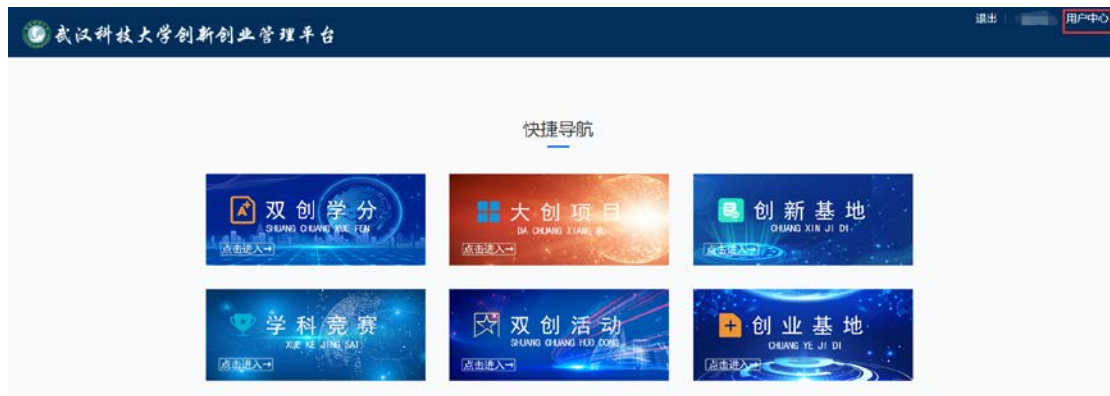 武汉科技大学创新创业管理平台
退出 用户中心
快捷导航
双创学分
SHUANG CHUANG XUE FEN
点击进入→
大创项目
DA CHUANG XIANG MU
点击进入→
创新基地
CHUANG XIN JI DI
点击进入→
学科竞赛
XUE KE JING SAI
点击进入→
双创活动
SHUANG CHUANG HUO DONG
点击进入→
创业基地
CHUANG YE JI DI
点击进入→